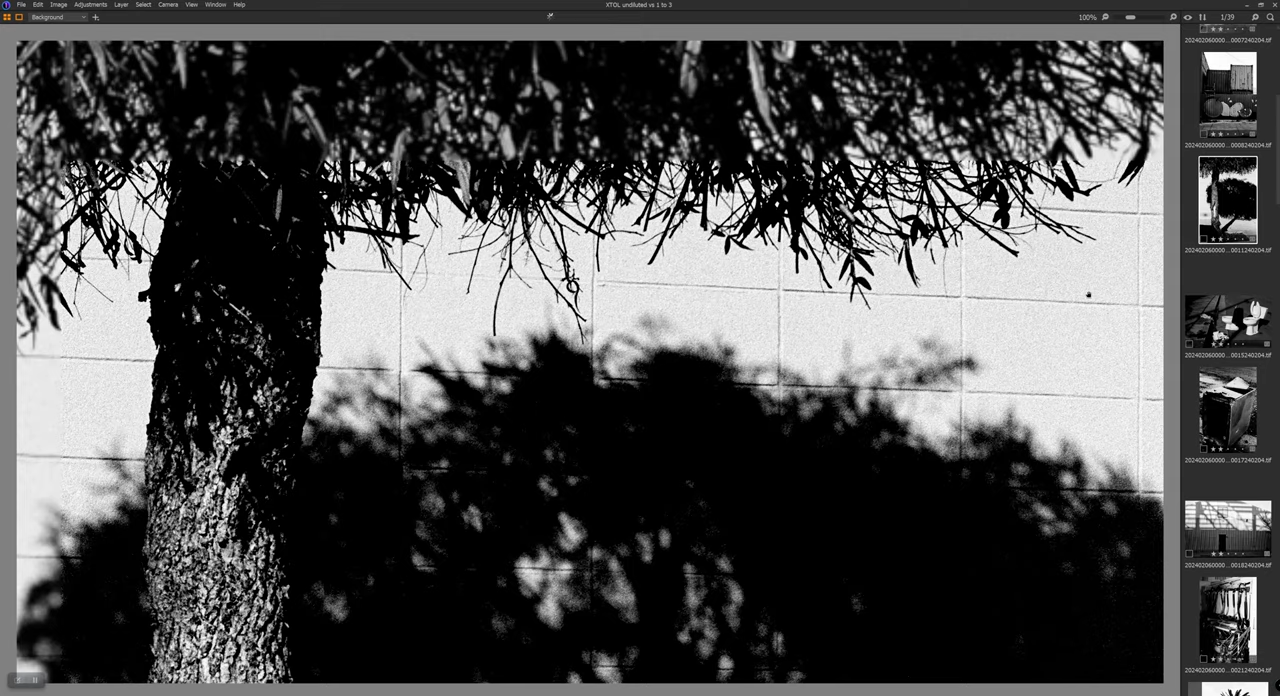 File Edit Image Adjustments Layer Select Camera View Window Help
XTOL undiluted vs 1 to 3
Background
100%
1/39
202402060000 ...0007240204.tif
202402060000 ...0008240204.tif
202402060000 ...0011240204.tif
202402060000 ...0015240204.tif
202402060000 ...0017240204.tif
202402060000 ...0018240204.tif
202402060000 ...0021240204.tif